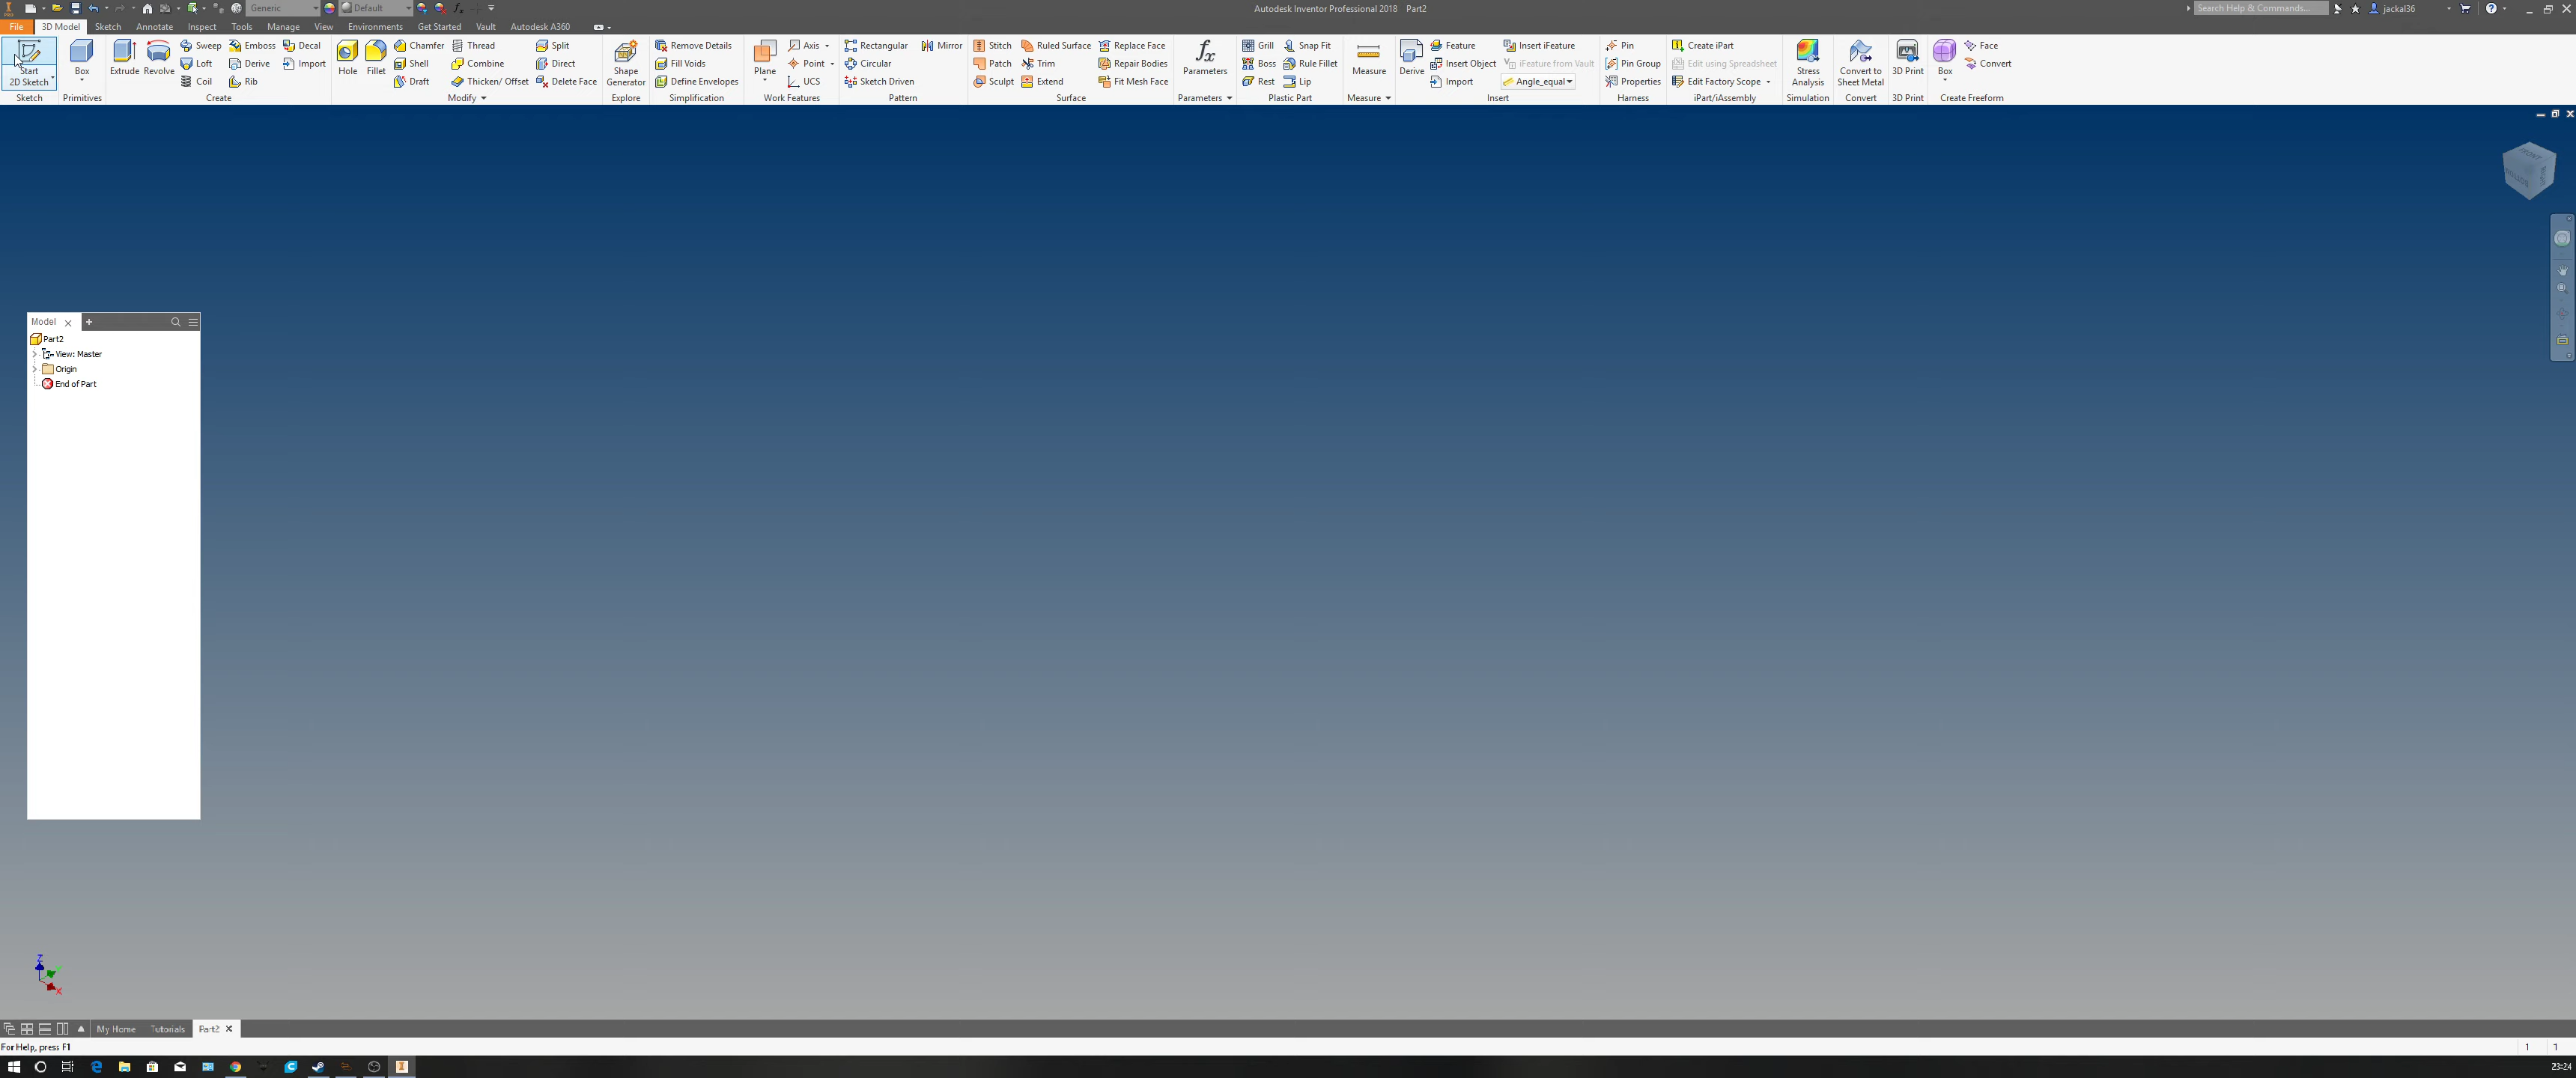 Generic Default Autodesk Inventor Professional 2018 Part2 Search Help & Commands... jackal36
File 3D Model Sketch Annotate Inspect Tools Manage View Environments Get Started Vault Autodesk A360
Sweep Emboss Decal Chamfer Thread Split Remove Details Axis Rectangular Mirror Stitch Ruled Surface Replace Face Grill Snap Fit Feature Insert iFeature Pin Create iPart Face
Loft Derive Import Shell Combine Direct Fill Voids Point Circular Patch Trim Repair Bodies Boss Rule Fillet Insert Object iFeature from Vault Pin Group Edit using Spreadsheet Convert
Start Box Extrude Revolve Hole Fillet Shape Plane Parameters Measure Derive Stress Convert to 3D Print Box
2D Sketch Coil Rib Draft Thicken/ Offset Delete Face Generator Define Envelopes UCS Sketch Driven Sculpt Extend Fit Mesh Face Rest Lip Import Angle_equal Properties Edit Factory Scope Analysis Sheet Metal
Sketch Primitives Create Modify Explore Simplification Work Features Pattern Surface Parameters Plastic Part Measure Insert Harness iPart/iAssembly Simulation Convert 3D Print Create Freeform
FRONT
BOTTOM RIGHT
Model
Part2
View: Master
Origin
End of Part
Z
X
My Home Tutorials Part2
For Help, press F1 1 1
23:24